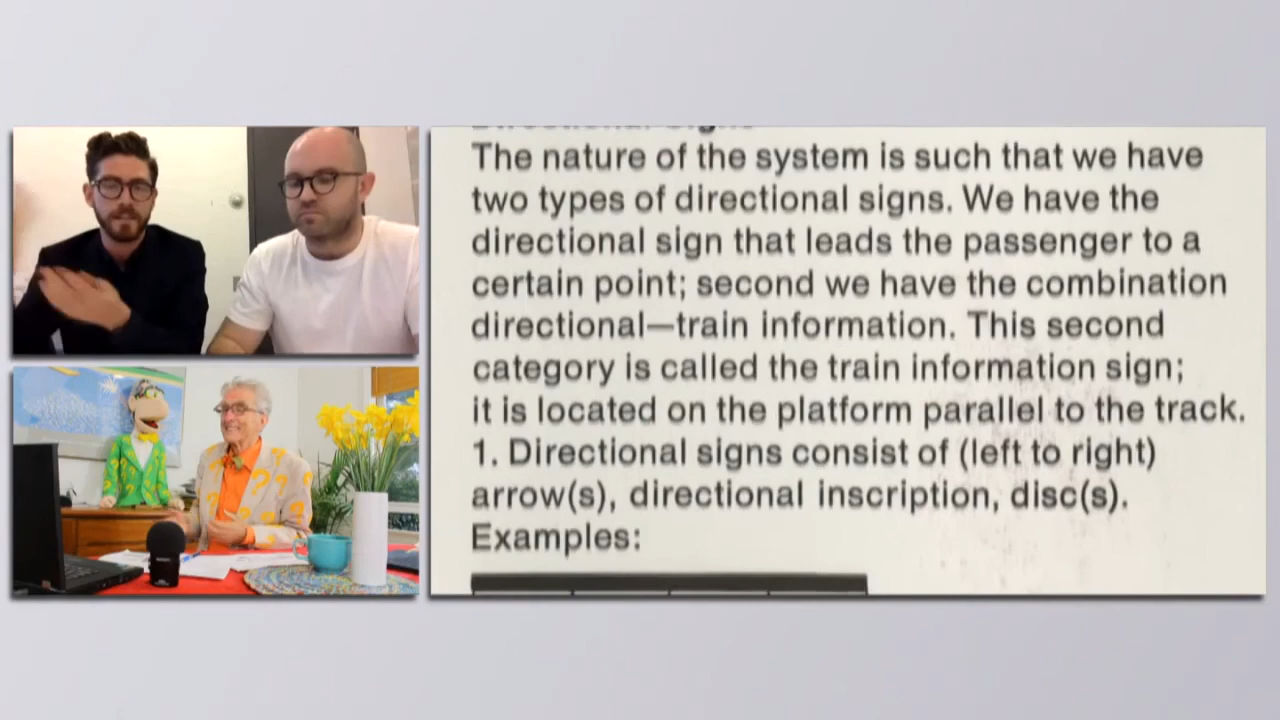 Directional Signs
The nature of the system is such that we have
two types of directional signs. We have the
directional sign that leads the passenger to a
certain point; second we have the combination
directional—train information. This second
category is called the train information sign;
it is located on the platform parallel to the track.
1. Directional signs consist of (left to right)
arrow(s), directional inscription, disc(s).
Examples: